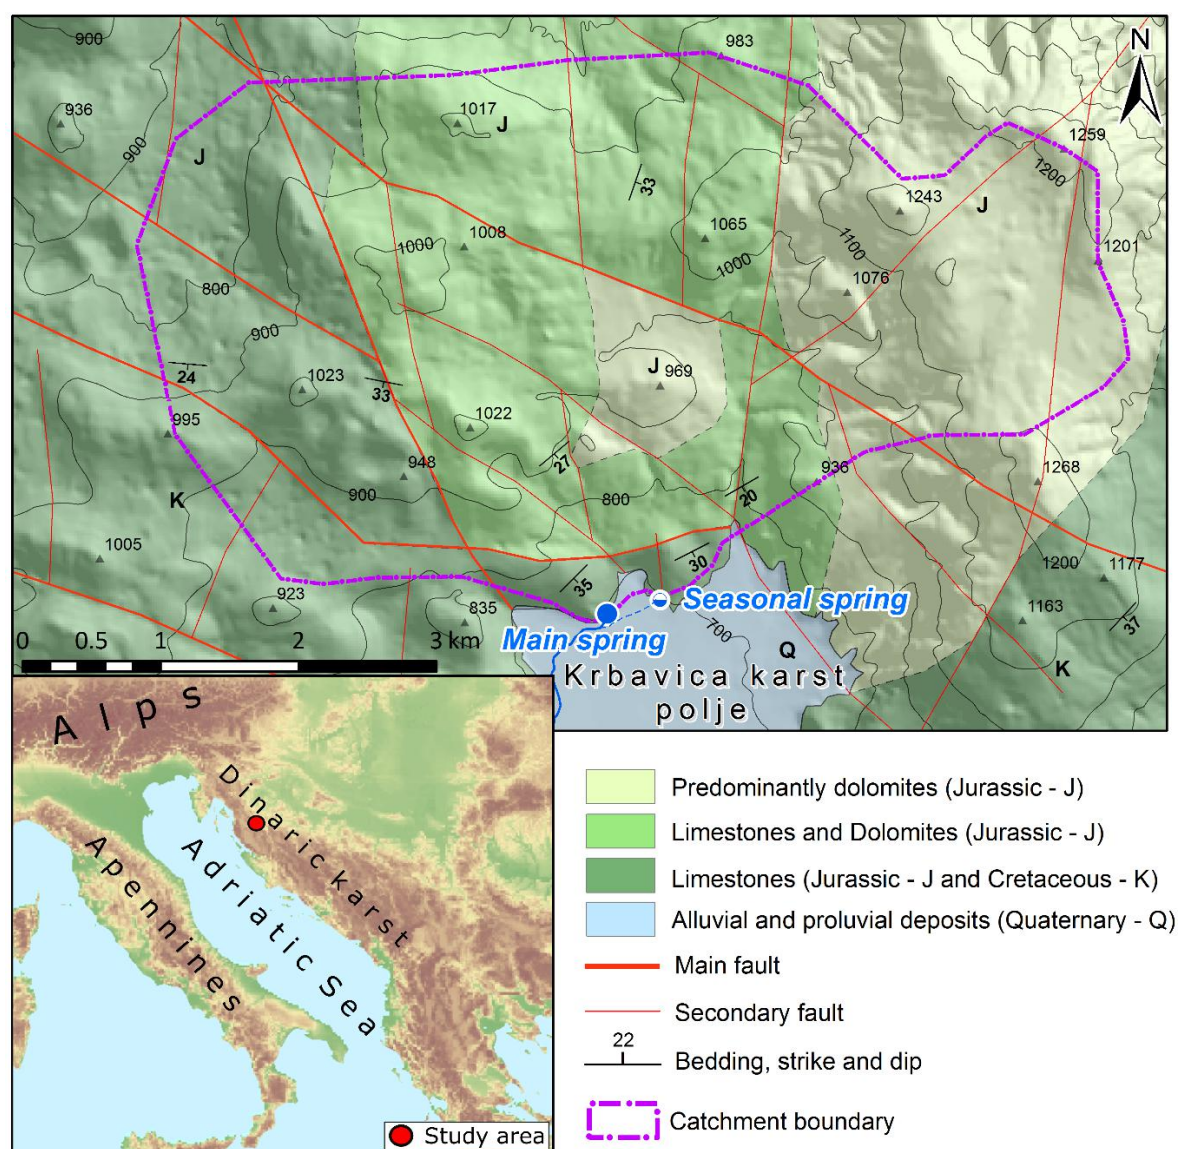 900
983
N
936
1017
J
1259
900
J
1200
33
1243
J
1008
1065
1100
1000
1000
1201
1076
800
900
J
969
24
1023
33
995
1022
27
948
936
1268
900
800
20
K
1005
30
1200
1177
35
923
835
Seasonal spring
1163
37
0 0.5 1 2 3 km
Main spring
700
Q
K
Krbavica karst
polje
Alps
Dinaric karst
Adriatic Sea
Apennines
Study area
Predominantly dolomites (Jurassic - J)
Limestones and Dolomites (Jurassic - J)
Limestones (Jurassic - J and Cretaceous - K)
Alluvial and proluvial deposits (Quaternary - Q)
Main fault
Secondary fault
22
Bedding, strike and dip
Catchment boundary